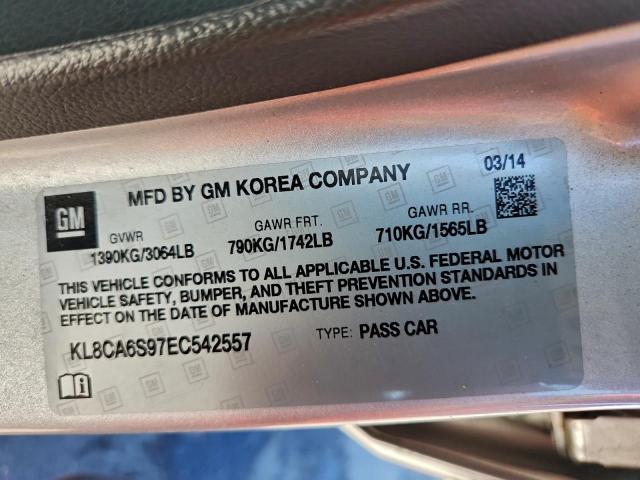 GM
MFD BY GM KOREA COMPANY
03/14
GVWR
1390KG/3064LB
GAWR FRT.
790KG/1742LB
GAWR RR.
710KG/1565LB
THIS VEHICLE CONFORMS TO ALL APPLICABLE U.S. FEDERAL MOTOR
VEHICLE SAFETY, BUMPER, AND THEFT PREVENTION STANDARDS IN
EFFECT ON THE DATE OF MANUFACTURE SHOWN ABOVE.
KL8CA6S97EC542557
TYPE: PASS CAR